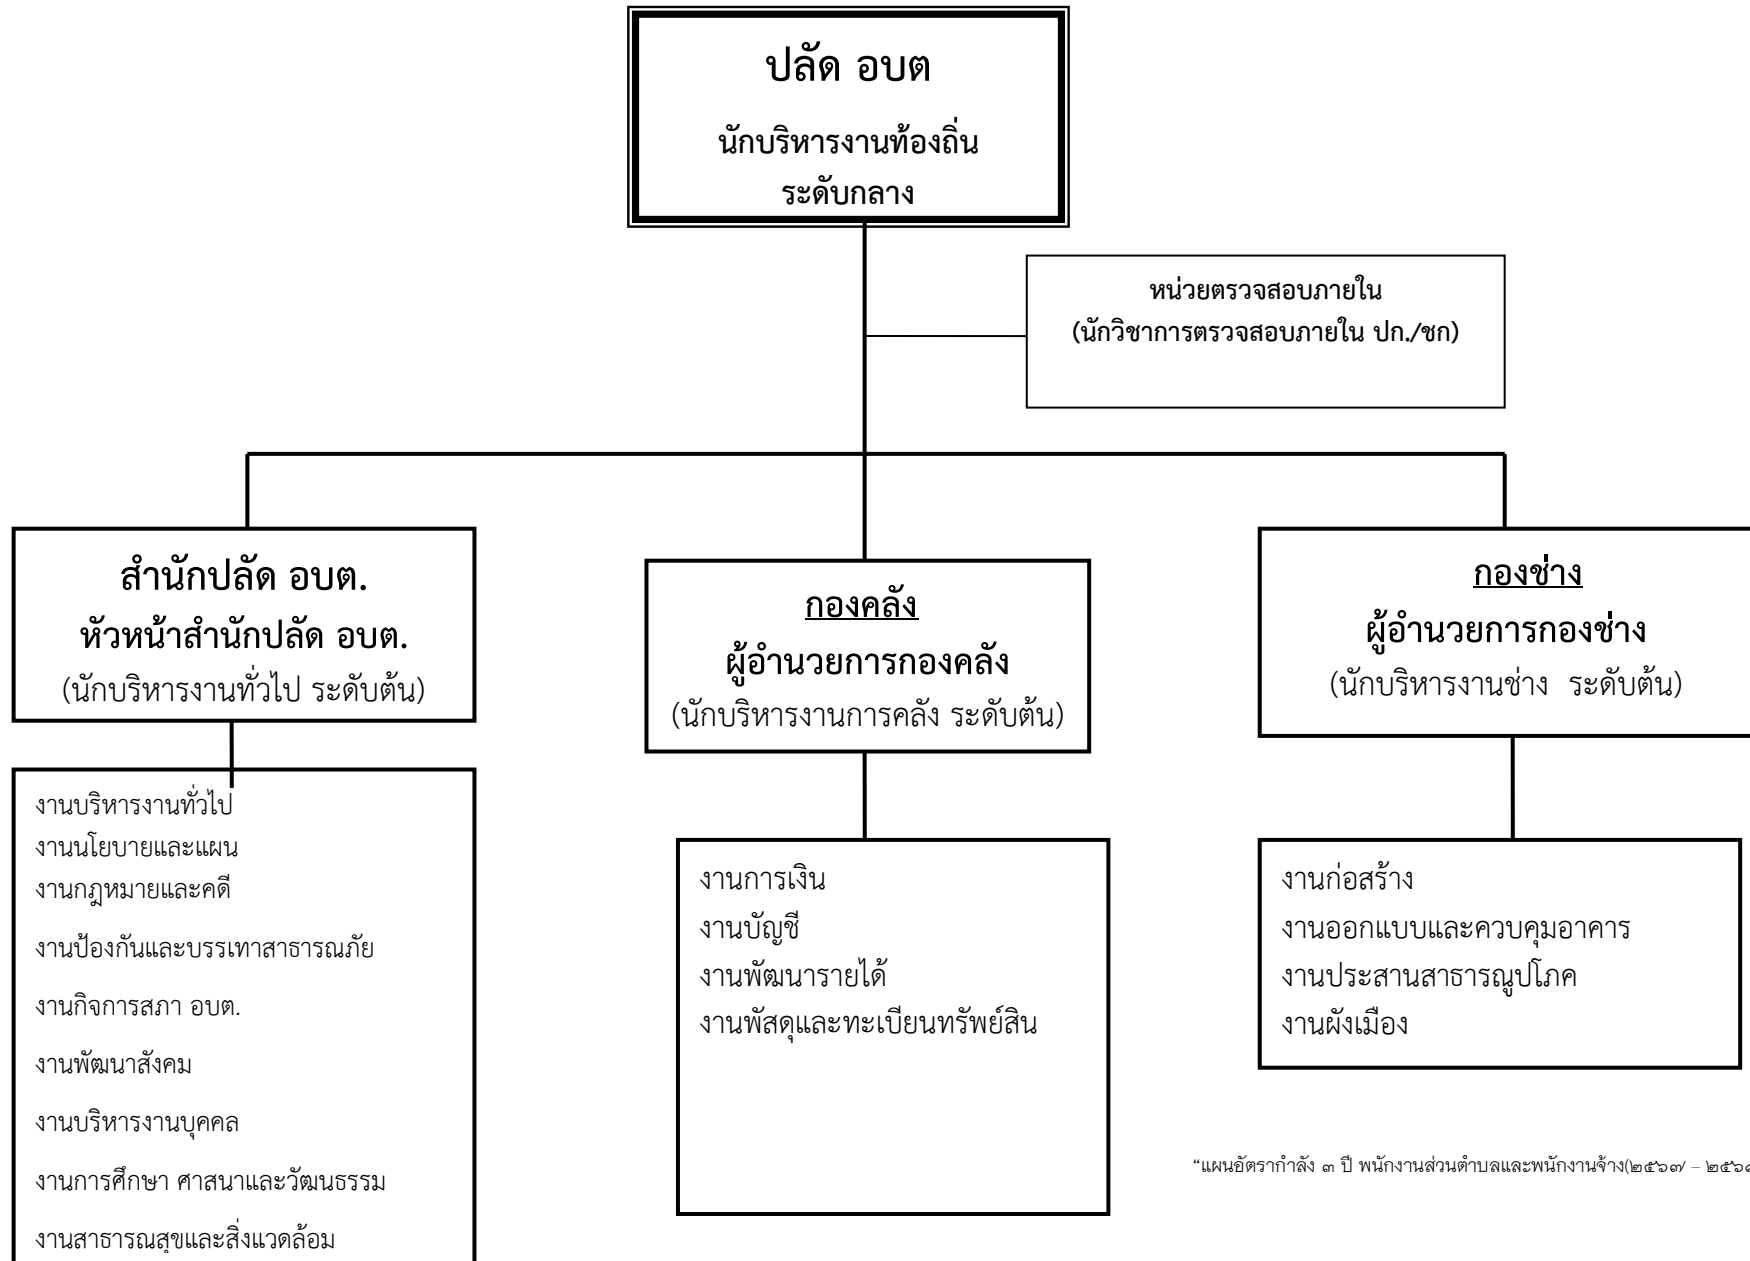 ปลัด อบต
นักบริหารงานท้องถิ่น
ระดับกลาง
หน่วยตรวจสอบภายใน
(นักวิชาการตรวจสอบภายใน ปก./ชก)
สำนักปลัด อบต.
หัวหน้าสำนักปลัด อบต.
(นักบริหารงานทั่วไป ระดับต้น)
กองคลัง
ผู้อำนวยการกองคลัง
(นักบริหารงานการคลัง ระดับต้น)
กองช่าง
ผู้อำนวยการกองช่าง
(นักบริหารงานช่าง ระดับต้น)
งานบริหารงานทั่วไป
งานนโยบายและแผน
งานกฎหมายและคดี
งานป้องกันและบรรเทาสาธารณภัย
งานกิจการสภา อบต.
งานพัฒนาสังคม
งานบริหารงานบุคคล
งานการศึกษา ศาสนาและวัฒนธรรม
งานสาธารณสุขและสิ่งแวดล้อม
งานการเงิน
งานบัญชี
งานพัฒนารายได้
งานพัสดุและทะเบียนทรัพย์สิน
งานก่อสร้าง
งานออกแบบและควบคุมอาคาร
งานประสานสาธารณูปโภค
งานผังเมือง
“แผนอัตรากำลัง ๓ ปี พนักงานส่วนตำบลและพนักงานจ้าง(๒๕๖๗ –